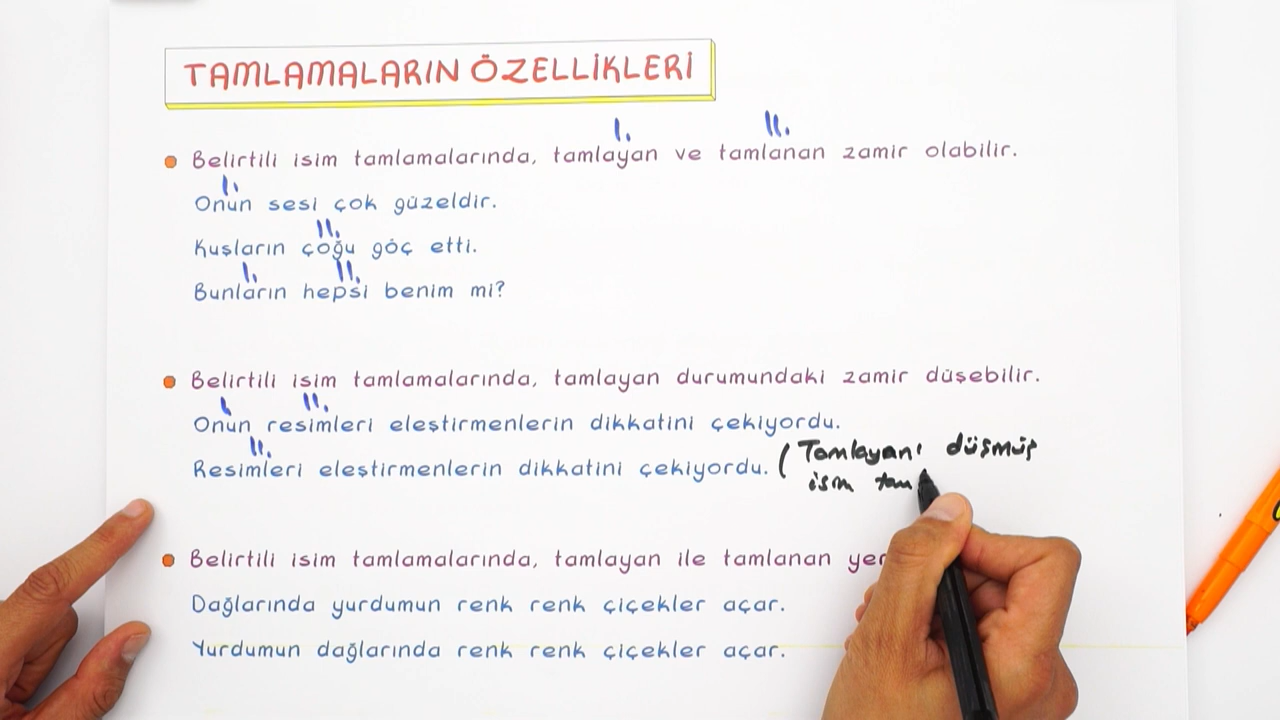 TAMLAMALARIN ÖZELLİKLERİ
I. II.
Belirtili isim tamlamalarında, tamlayan ve tamlanan zamir olabilir.
I.
Onun sesi çok güzeldir.
II.
Kuşların çoğu göç etti.
I. II.
Bunların hepsi benim mi?
Belirtili isim tamlamalarında, tamlayan durumundaki zamir düşebilir.
I. II.
Onun resimleri eleştirmenlerin dikkatini çekiyordu.
II.
Resimleri eleştirmenlerin dikkatini çekiyordu. (Tamlayanı düşmüş
isim tam
Belirtili isim tamlamalarında, tamlayan ile tamlanan yer
Dağlarında yurdumun renk renk çiçekler açar.
Yurdumun dağlarında renk renk çiçekler açar.